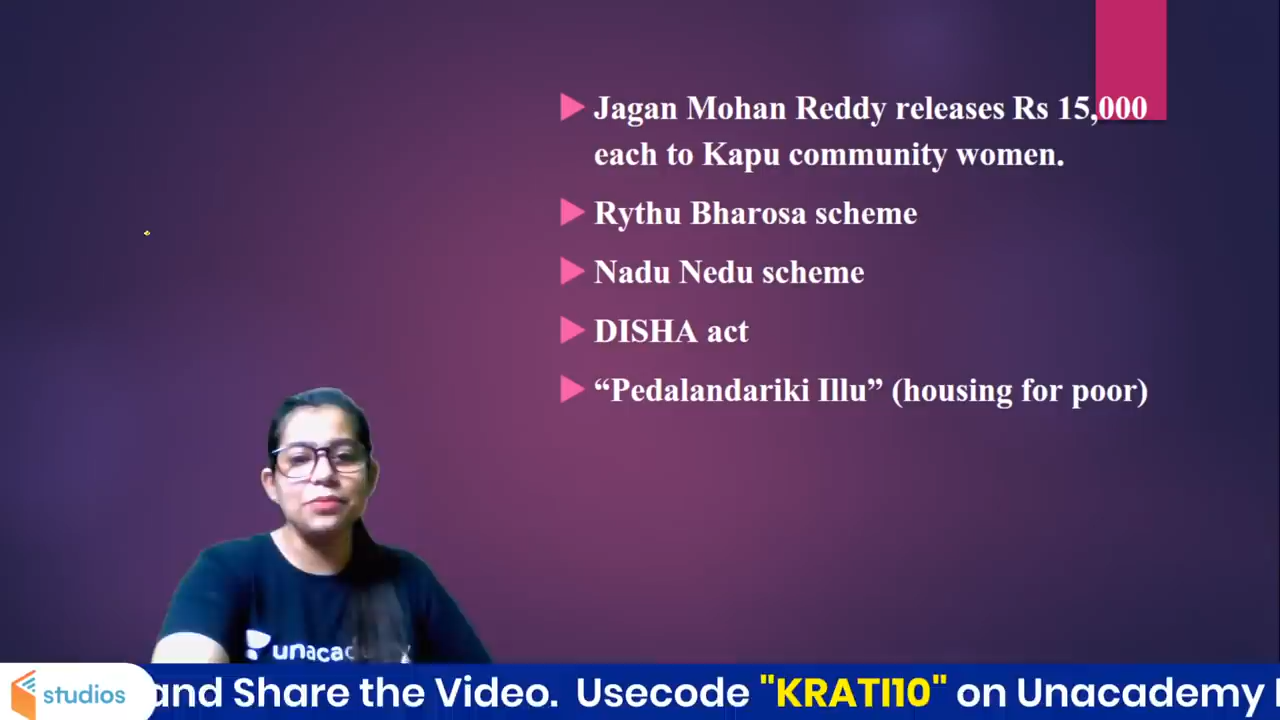 Jagan Mohan Reddy releases Rs 15,000
each to Kapu community women.
Rythu Bharosa scheme
Nadu Nedu scheme
DISHA act
“Pedalandariki Illu” (housing for poor)
studios
and Share the Video. Usecode "KRATI10" on Unacademy